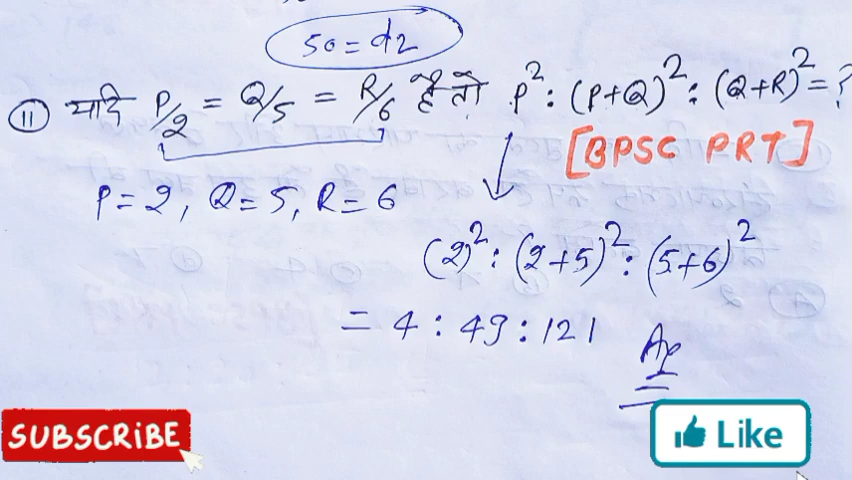 50 = d2
11 यदि P/2 = Q/5 = R/6 है तो P² : (P+Q)² : (Q+R)² = ?
[BPSC PRT]
P = 2, Q = 5, R = 6
(2)² : (2+5)² : (5+6)²
= 4 : 49 : 121
SUBSCRIBE
Like